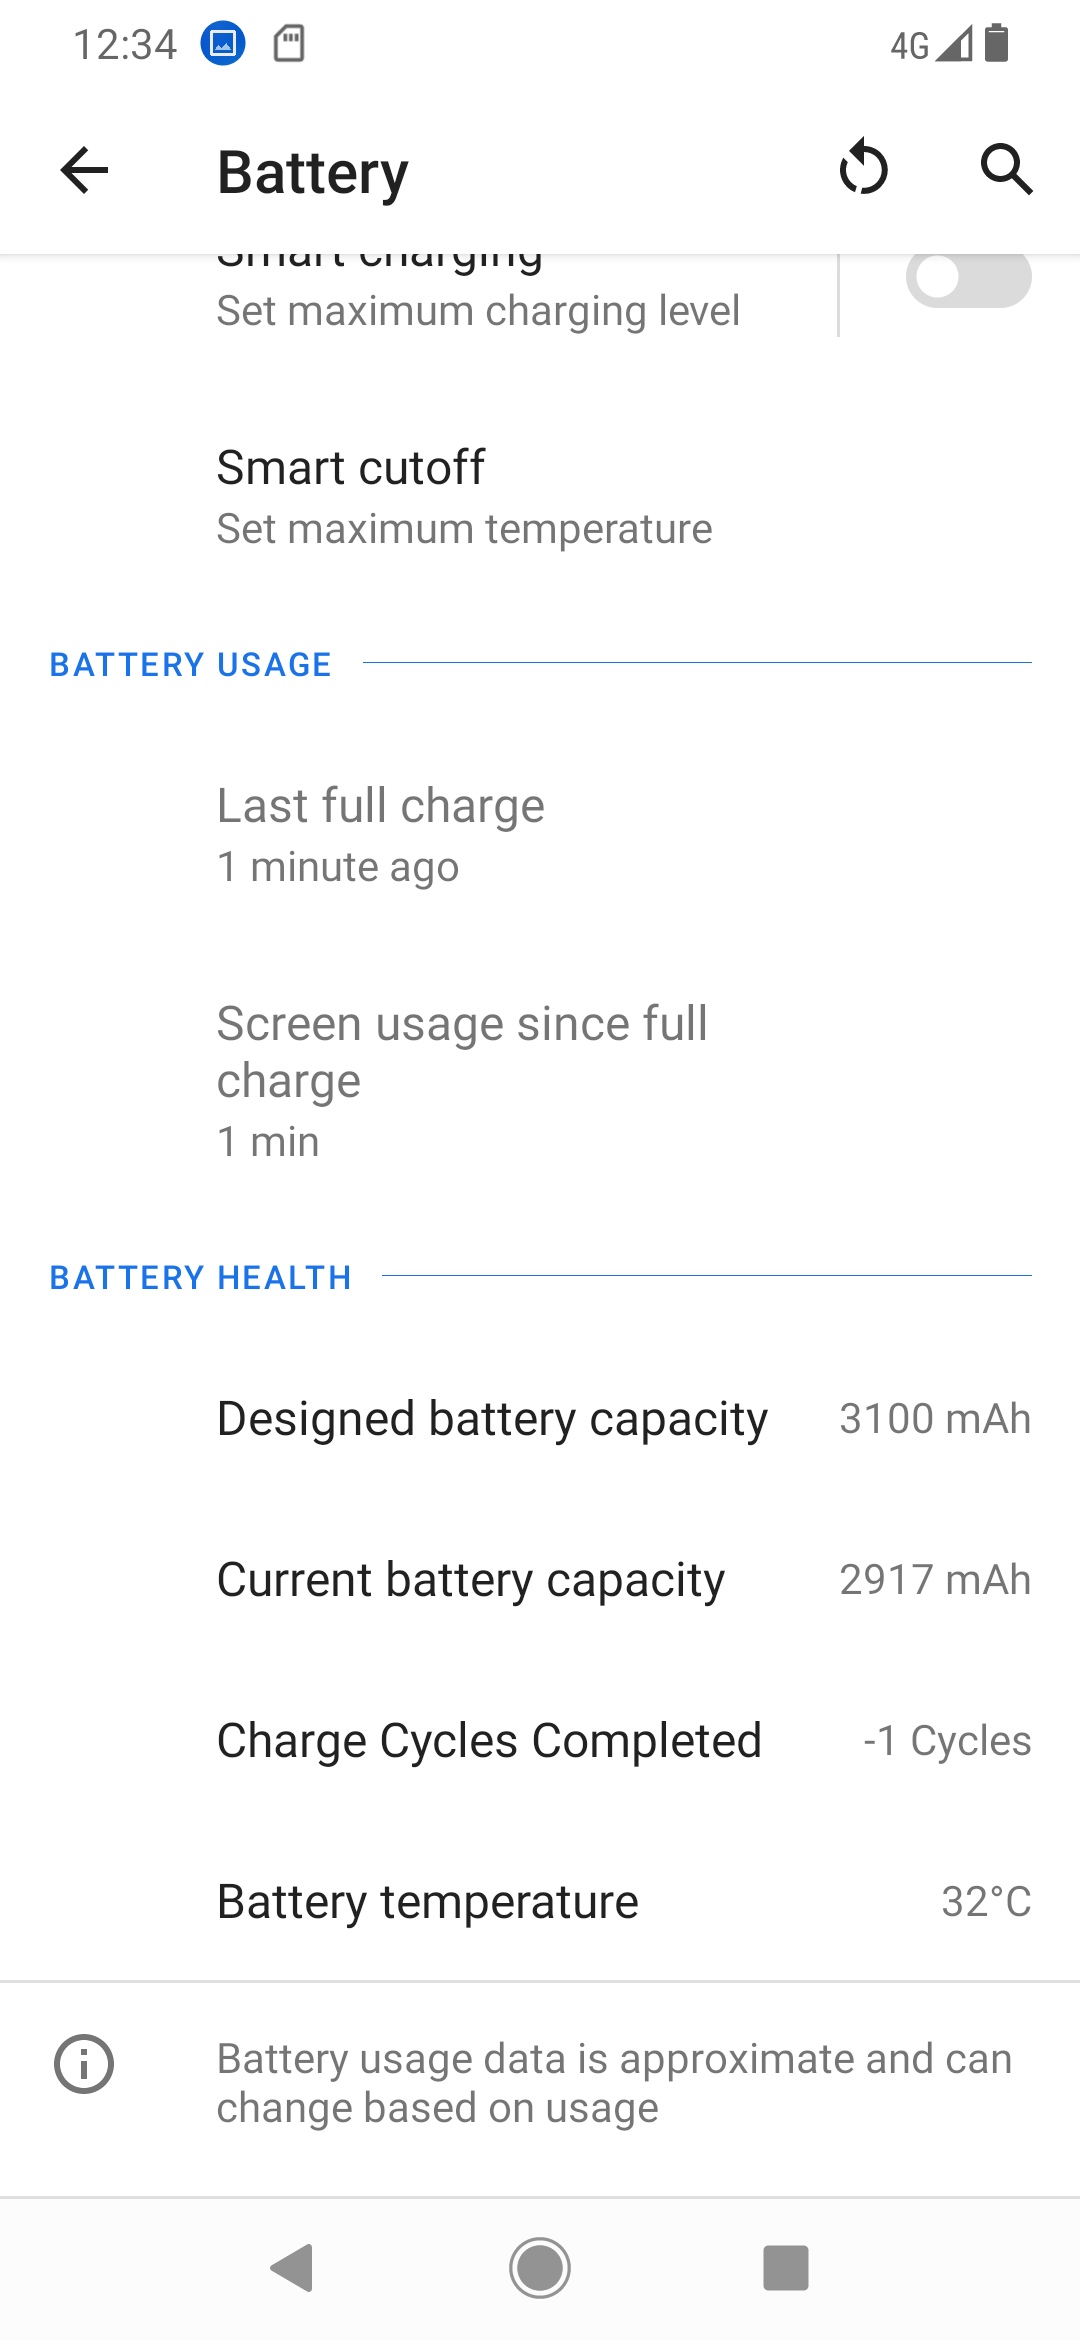 12:34
4G
Battery
Smart charging
Set maximum charging level
Smart cutoff
Set maximum temperature
BATTERY USAGE
Last full charge
1 minute ago
Screen usage since full
charge
1 min
BATTERY HEALTH
Designed battery capacity 3100 mAh
Current battery capacity 2917 mAh
Charge Cycles Completed -1 Cycles
Battery temperature 32°C
Battery usage data is approximate and can
change based on usage